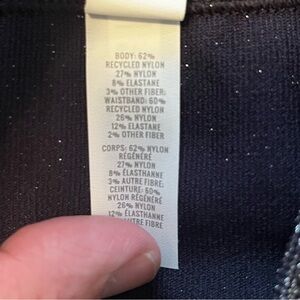 BODY: 62%
RECYCLED NYLON
27% NYLON
8% ELASTANE
3% OTHER FIBER;
WAISTBAND: 60%
RECYCLED NYLON
26% NYLON
12% ELASTANE
2% OTHER FIBER
CORPS: 62% NYLON
RÉGÉNÉRÉ
27% NYLON
8% ÉLASTHANNE
3% AUTRE FIBRE;
CEINTURE: 60%
NYLON RÉGÉNÉRÉ
26% NYLON
12% ÉLASTHANNE
AUTRE FIBRE